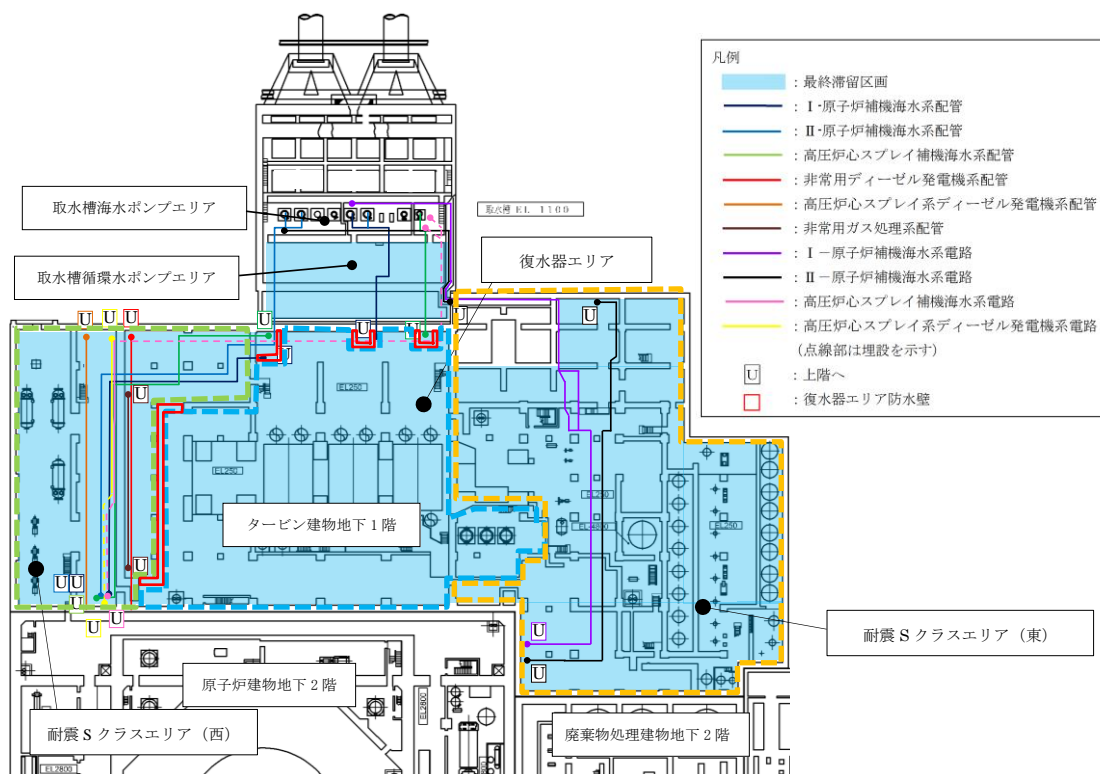 凡例
：最終滞留区画
：Ⅰ-原子炉補機海水系配管
：Ⅱ-原子炉補機海水系配管
：高圧炉心スプレイ補機海水系配管
：非常用ディーゼル発電機系配管
：高圧炉心スプレイ系ディーゼル発電機系配管
：非常用ガス処理系配管
：Ⅰ－原子炉補機海水系電路
：Ⅱ－原子炉補機海水系電路
：高圧炉心スプレイ補機海水系電路
：高圧炉心スプレイ系ディーゼル発電機系電路
(点線部は埋設を示す)
U ：上階へ
：復水器エリア防水壁
取水槽海水ポンプエリア
取水槽 EL 1100
取水槽循環水ポンプエリア
復水器エリア
U
U
U
U
U
U
U
U
EL250
U
EL250
EL250
EL250
タービン建物地下１階
EL-4800
U
U U
U
U
U
U
U
耐震 S クラスエリア（東）
原子炉建物地下２階
EL2800
耐震 S クラスエリア（西）
廃棄物処理建物地下２階
EL2800